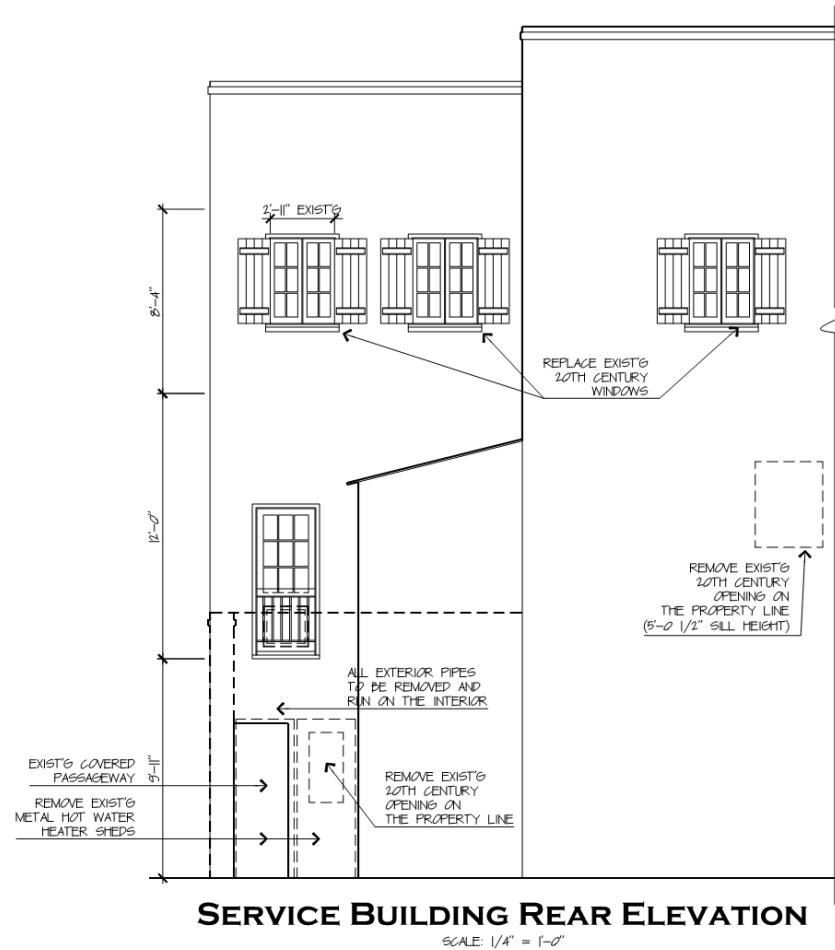 2'-11" EXIST'G
8'-4"
REPLACE EXIST'G
20TH CENTURY
WINDOWS
12'-0"
REMOVE EXIST'G
20TH CENTURY
OPENING ON
THE PROPERTY LINE
(5'-0 1/2" SILL HEIGHT)
ALL EXTERIOR PIPES
TO BE REMOVED AND
RUN ON THE INTERIOR
9'-11"
EXIST'G COVERED
PASSAGEWAY
REMOVE EXIST'G
METAL HOT WATER
HEATER SHEDS
REMOVE EXIST'G
20TH CENTURY
OPENING ON
THE PROPERTY LINE
SERVICE BUILDING REAR ELEVATION
SCALE: 1/4" = 1'-0"